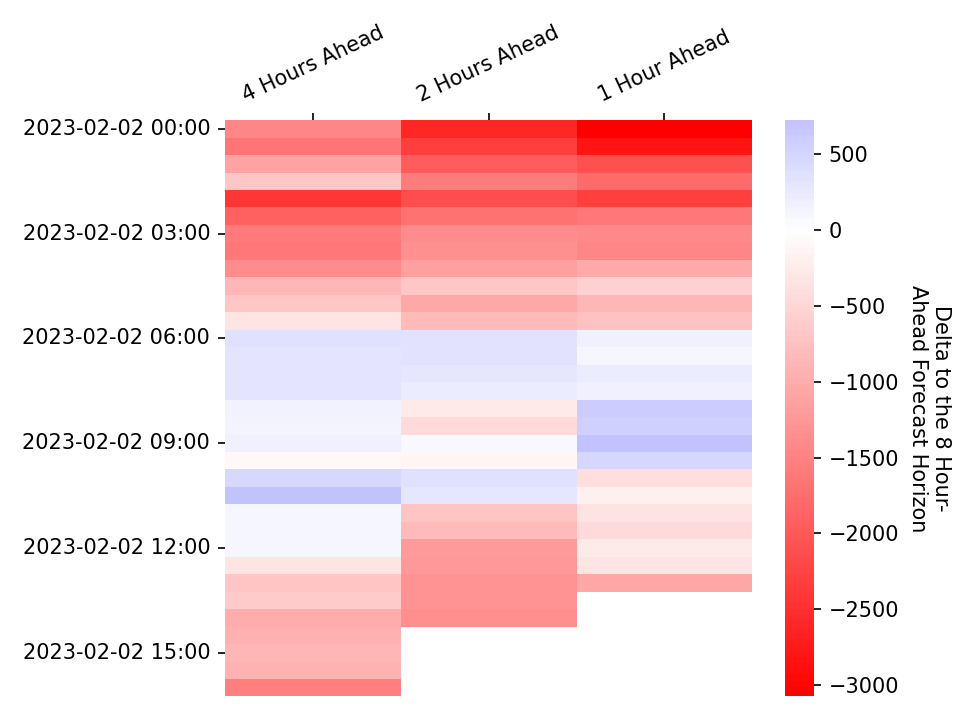 4 Hours Ahead
2 Hours Ahead
1 Hour Ahead
2023-02-02 00:00
2023-02-02 03:00
2023-02-02 06:00
2023-02-02 09:00
2023-02-02 12:00
2023-02-02 15:00
500
0
−500
−1000
−1500
−2000
−2500
−3000
Delta to the 8 Hour-
Ahead Forecast Horizon